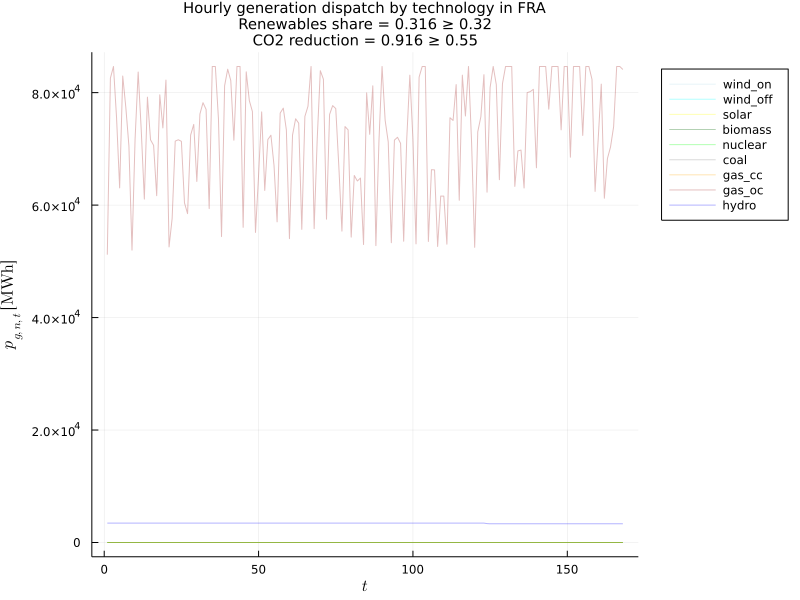 Hourly generation dispatch by technology in FRA
Renewables share = 0.316 ≥ 0.32
CO2 reduction = 0.916 ≥ 0.55
wind_on
wind_off
solar
biomass
nuclear
coal
gas_cc
gas_oc
hydro
8.0×10⁴
6.0×10⁴
4.0×10⁴
2.0×10⁴
0
p_{g,n,t} [MWh]
0 50 100 150
t